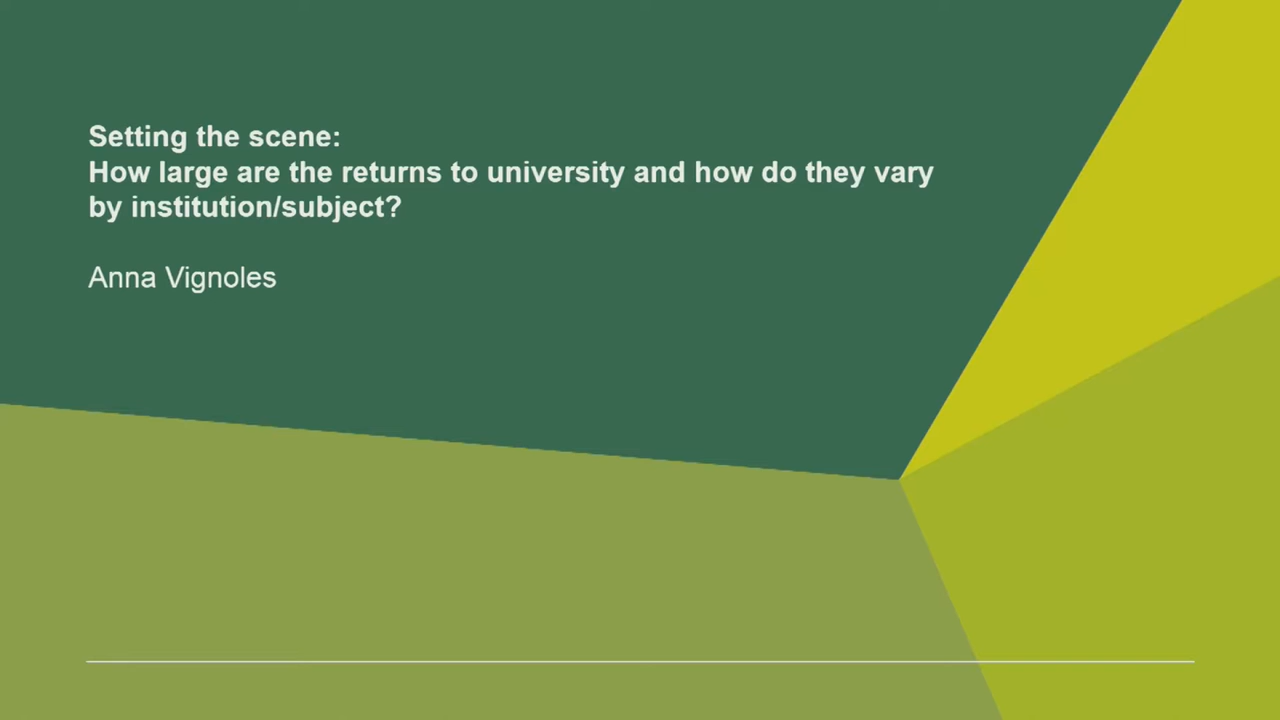 Setting the scene:
How large are the returns to university and how do they vary
by institution/subject?
Anna Vignoles